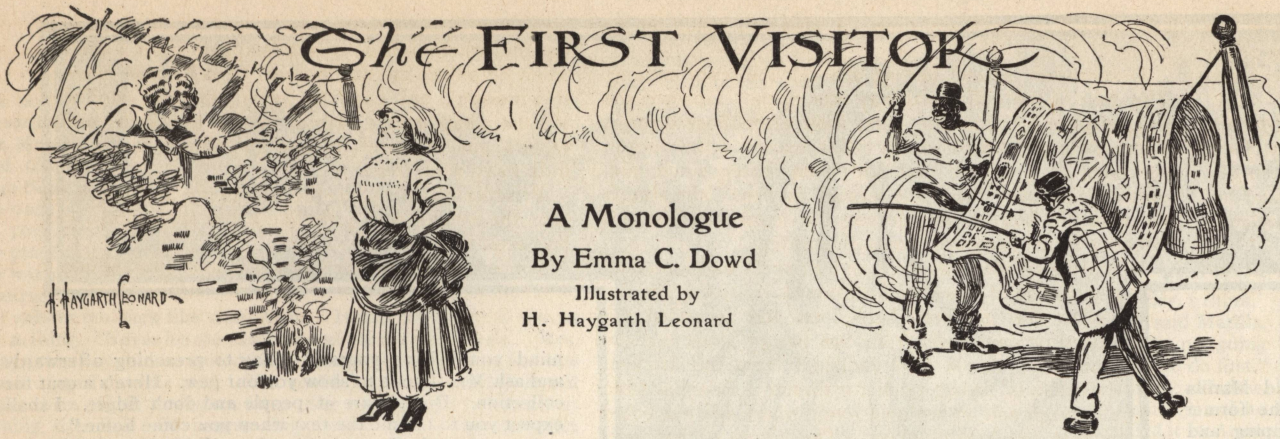 The FIRST VISITOR
A Monologue
By Emma C. Dowd
Illustrated by
H. Haygarth Leonard
H. HAYGARTH LEONARD